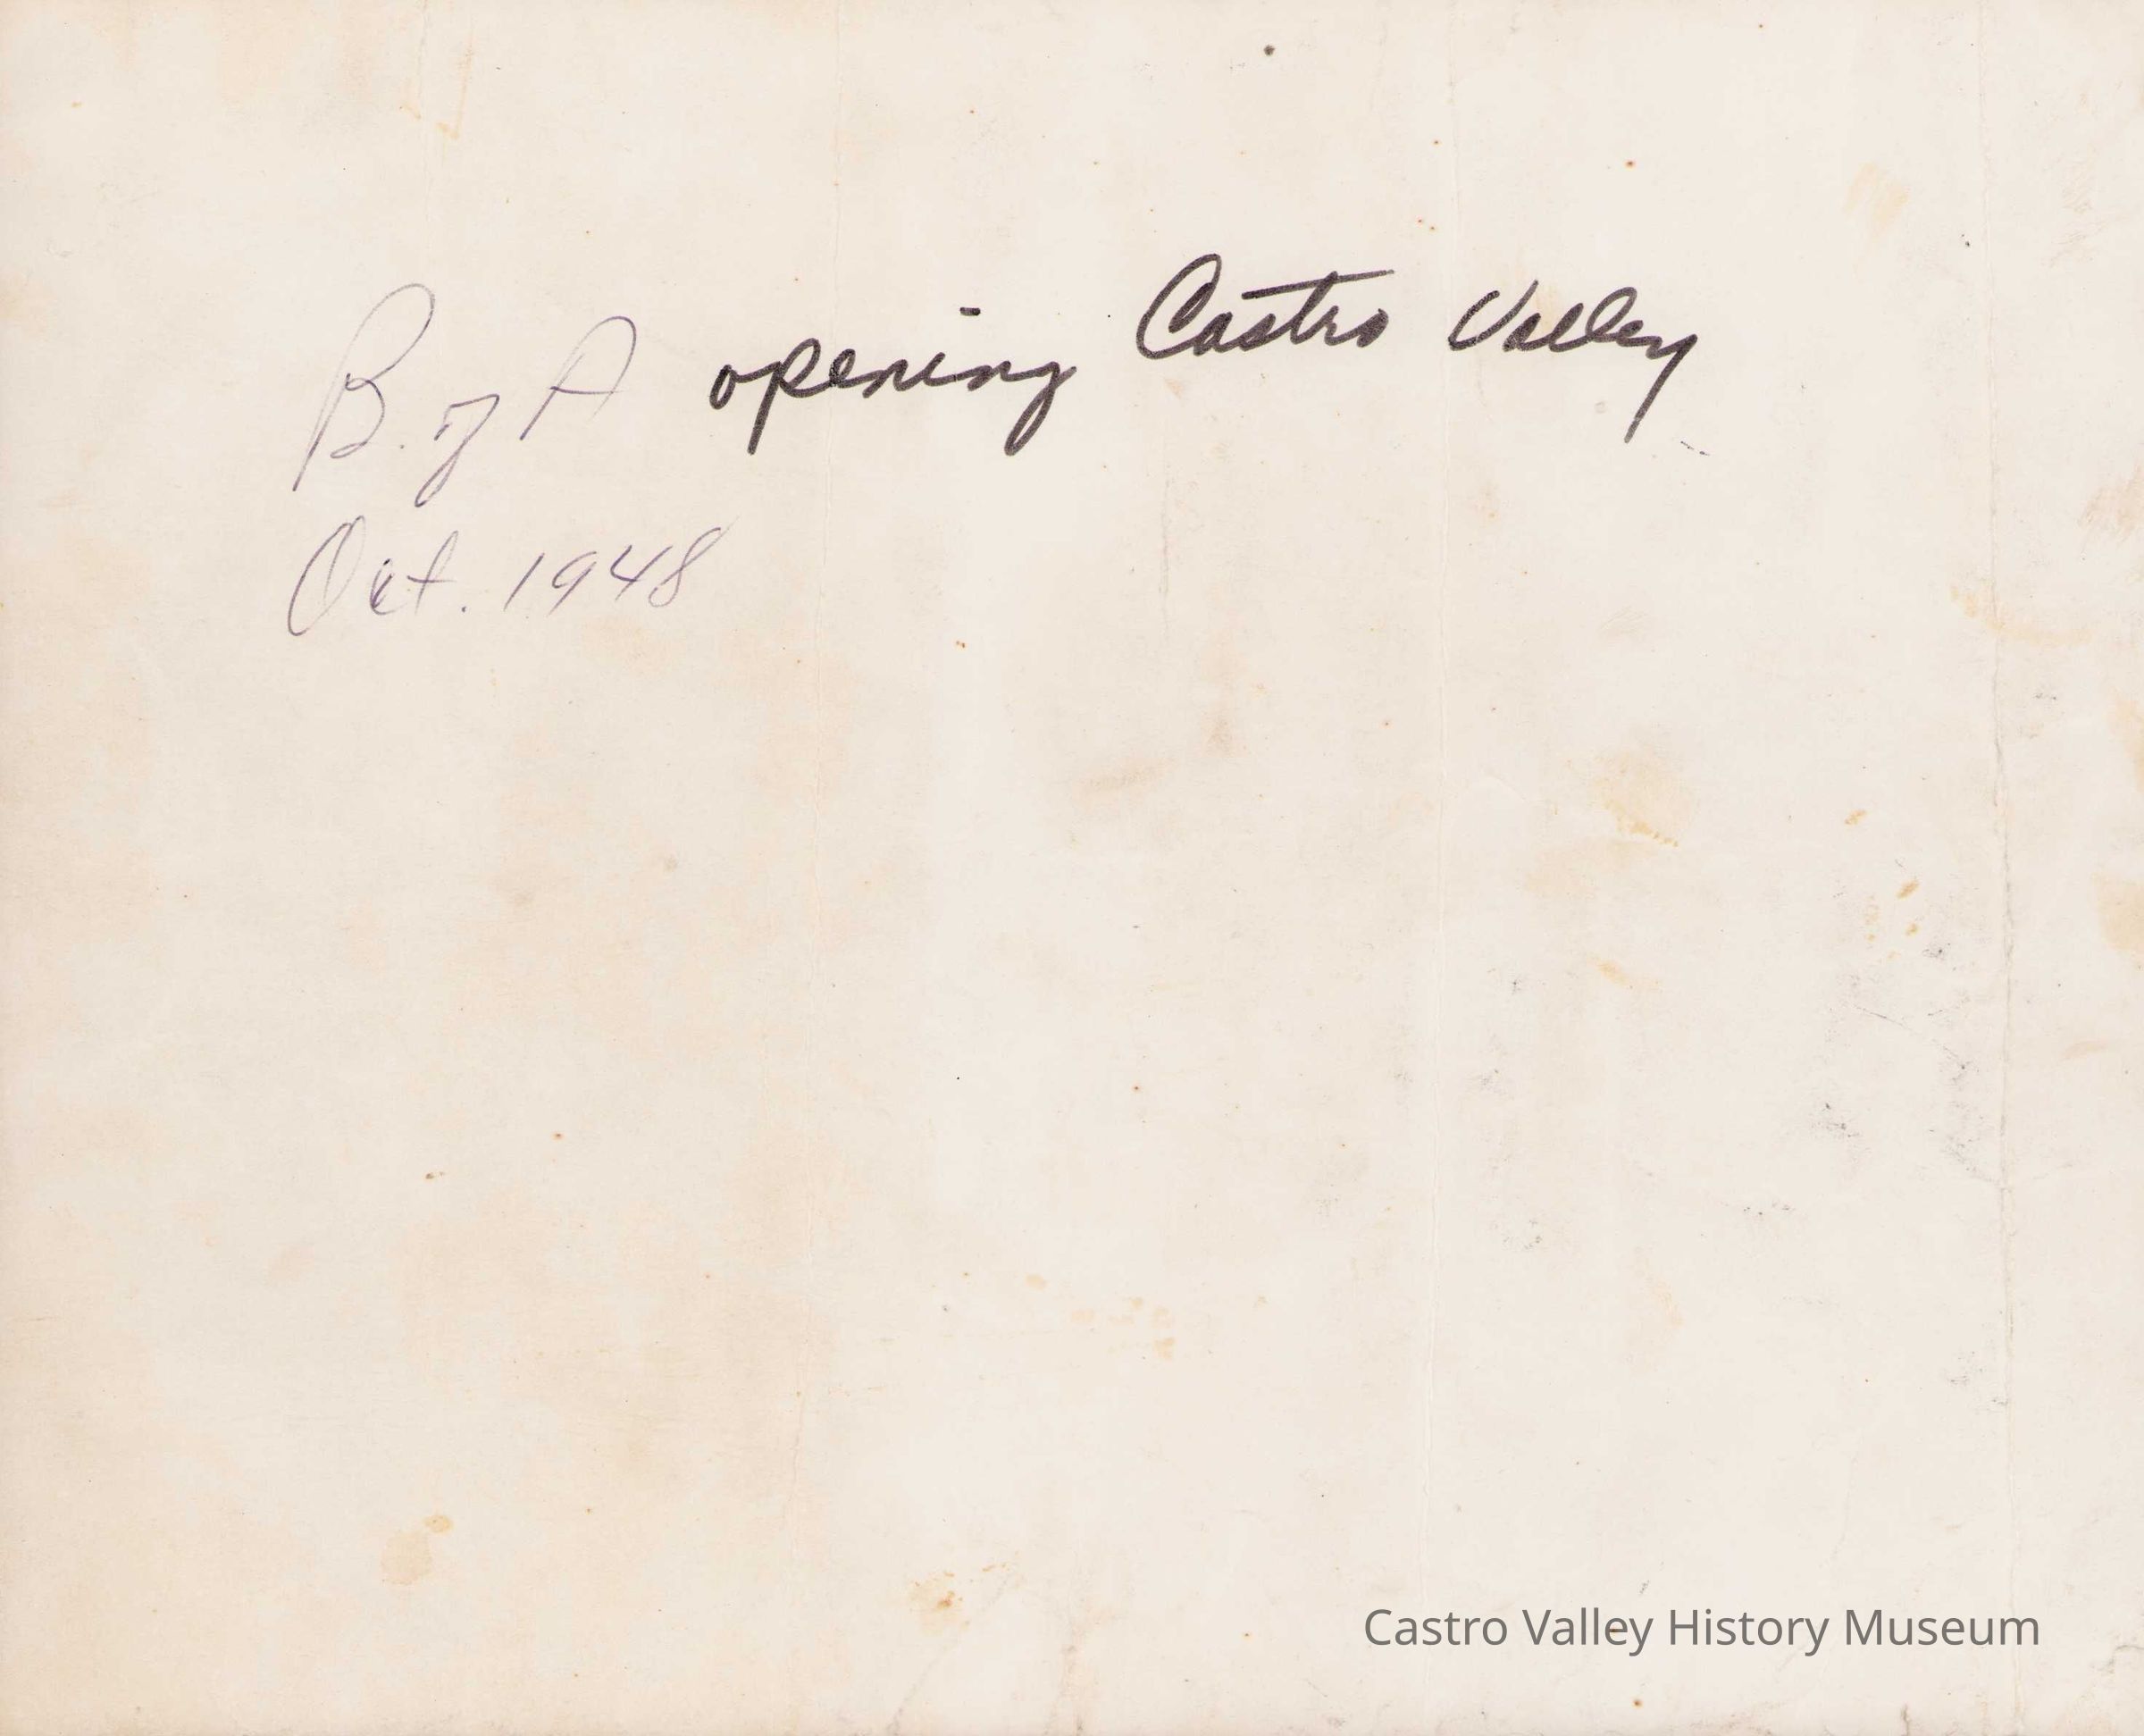 B. of A opening Castro Valley
Oct. 1948
Castro Valley History Museum